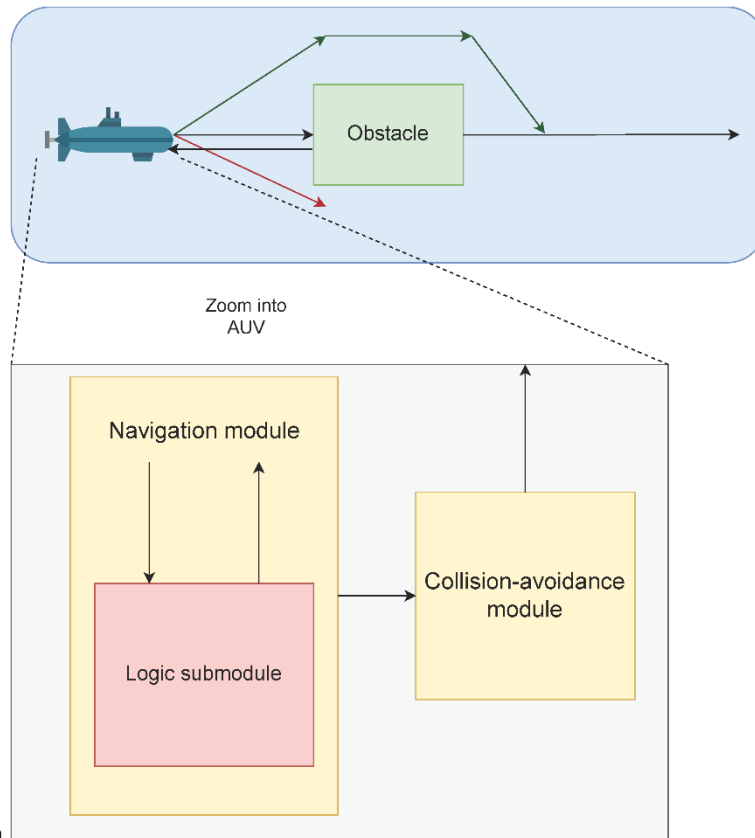 Obstacle
Zoom into
AUV
Navigation module
Collision-avoidance
module
Logic submodule